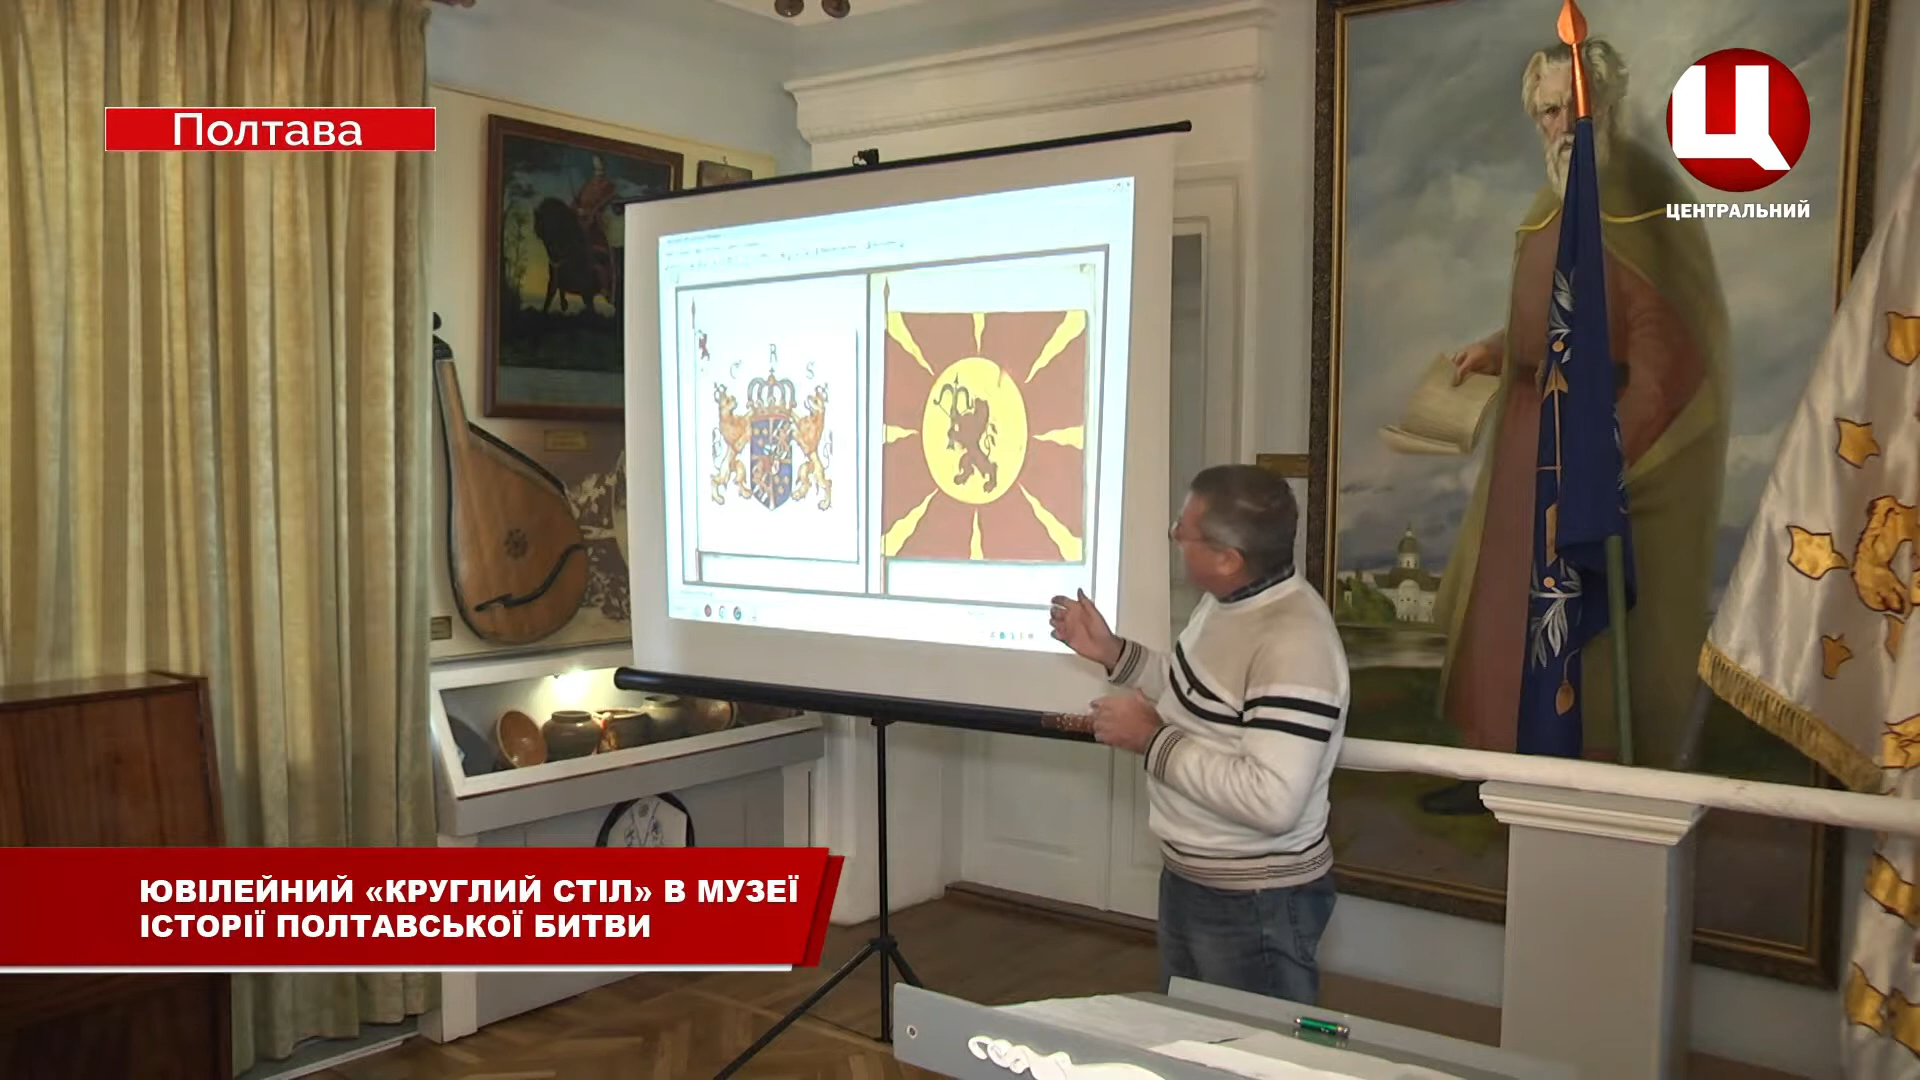 Полтава
Ц
ЦЕНТРАЛЬНИЙ
C R S
ЮВІЛЕЙНИЙ «КРУГЛИЙ СТІЛ» В МУЗЕЇ
ІСТОРІЇ ПОЛТАВСЬКОЇ БИТВИ